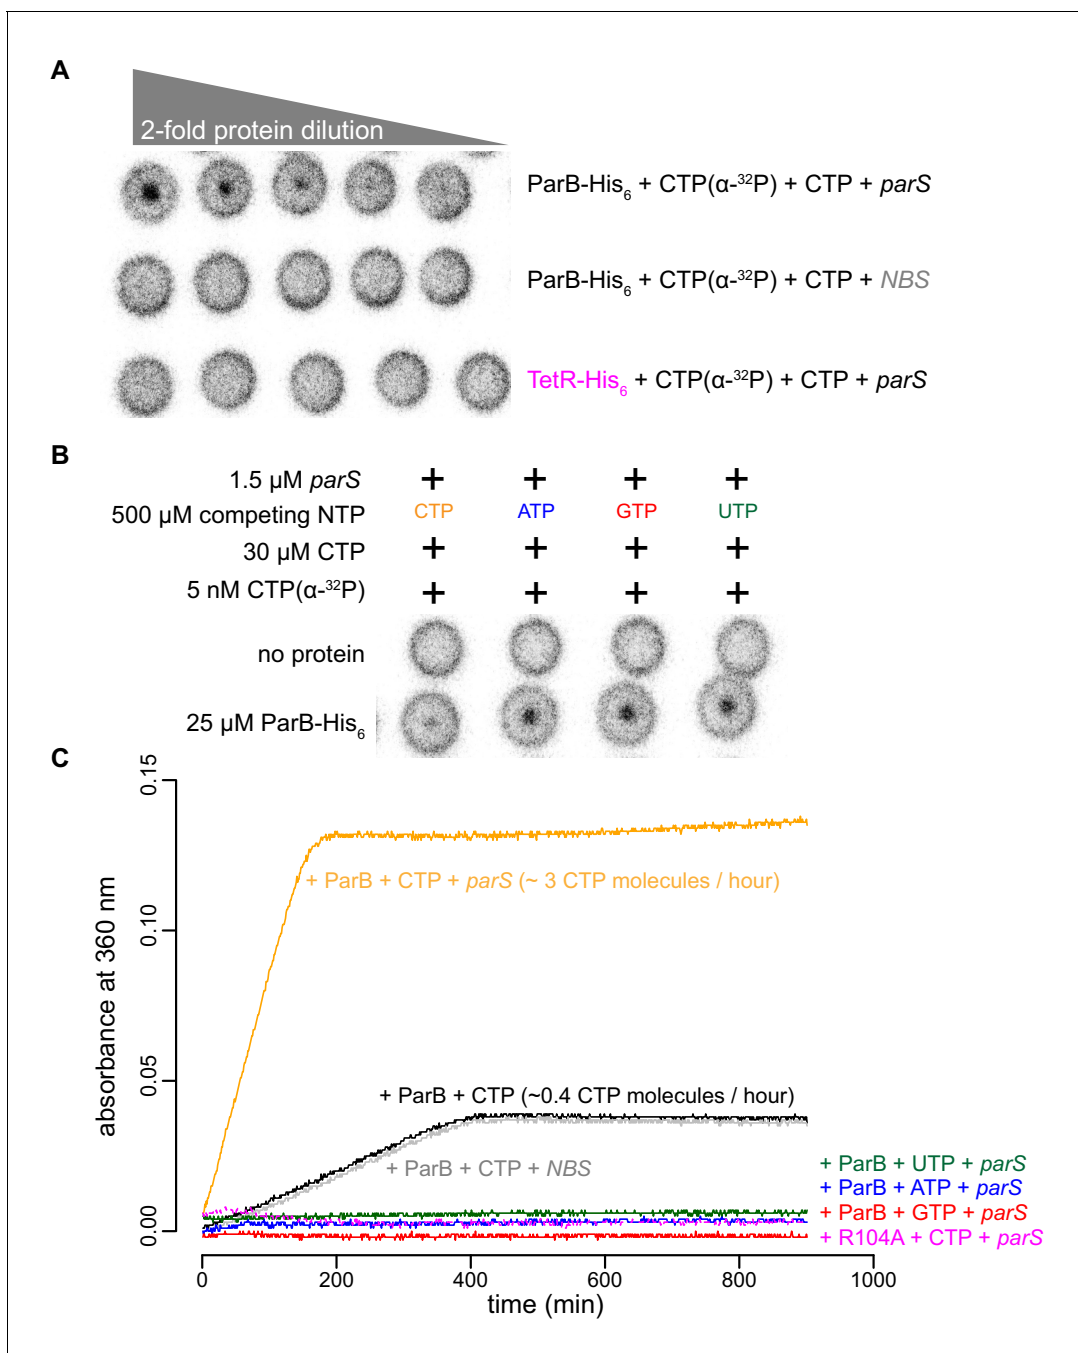 A
2-fold protein dilution
ParB-His₆ + CTP(α-³²P) + CTP + parS
ParB-His₆ + CTP(α-³²P) + CTP + NBS
TetR-His₆ + CTP(α-³²P) + CTP + parS
B
1.5 µM parS + + + +
500 µM competing NTP CTP ATP GTP UTP
30 µM CTP + + + +
5 nM CTP(α-³²P) + + + +
no protein
25 µM ParB-His₆
C
absorbance at 360 nm
0.15
0.10
0.05
0.00
+ ParB + CTP + parS (~ 3 CTP molecules / hour)
+ ParB + CTP (~0.4 CTP molecules / hour)
+ ParB + CTP + NBS
+ ParB + UTP + parS
+ ParB + ATP + parS
+ ParB + GTP + parS
+ R104A + CTP + parS
0 200 400 600 800 1000
time (min)